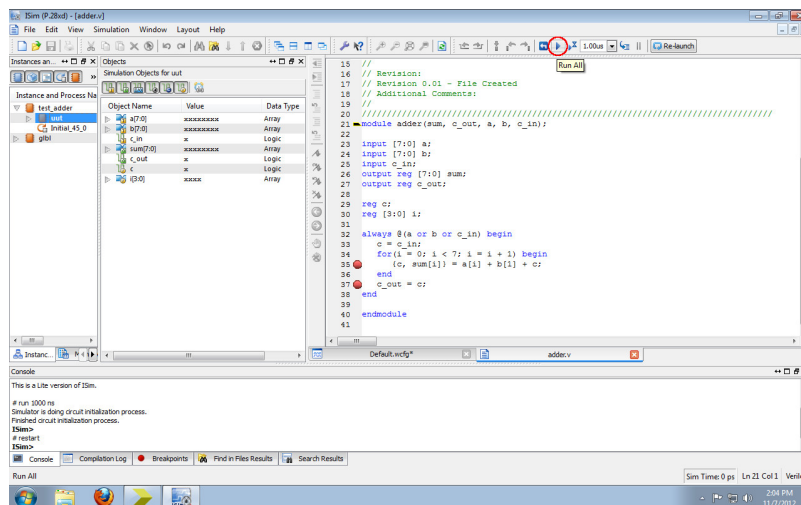 ISim (P.28xd) - [adder.v]
File Edit View Simulation Window Layout Help
1.00us Re-launch
Run All
Instances an...
Instance and Process Na
test_adder
uut
Initial_45_0
glbl
Objects
Simulation Objects for uut
Object Name Value Data Type
a[7:0] xxxxxxxx Array
b[7:0] xxxxxxxx Array
c_in x Logic
sum[7:0] xxxxxxxx Array
c_out x Logic
c x Logic
i[3:0] xxxx Array
15 //
16 // Revision:
17 // Revision 0.01 - File Created
18 // Additional Comments:
19 //
20 //////////////////////////////////////////////////////////////////////////////////
21 module adder(sum, c_out, a, b, c_in);
22
23 input [7:0] a;
24 input [7:0] b;
25 input c_in;
26 output reg [7:0] sum;
27 output reg c_out;
28
29 reg c;
30 reg [3:0] i;
31
32 always @(a or b or c_in) begin
33 c = c_in;
34 for(i = 0; i < 7; i = i + 1) begin
35 {c, sum[i]} = a[i] + b[1] + c;
36 end
37 c_out = c;
38 end
39
40 endmodule
41
Instanc...
Default.wcfg*
adder.v
Console
This is a Lite version of ISim.
# run 1000 ns
Simulator is doing circuit initialization process.
Finished circuit initialization process.
ISim>
# restart
ISim>
Console Compilation Log Breakpoints Find in Files Results Search Results
Run All
Sim Time: 0 ps Ln 21 Col 1 Veril
2:04 PM
11/2/2012